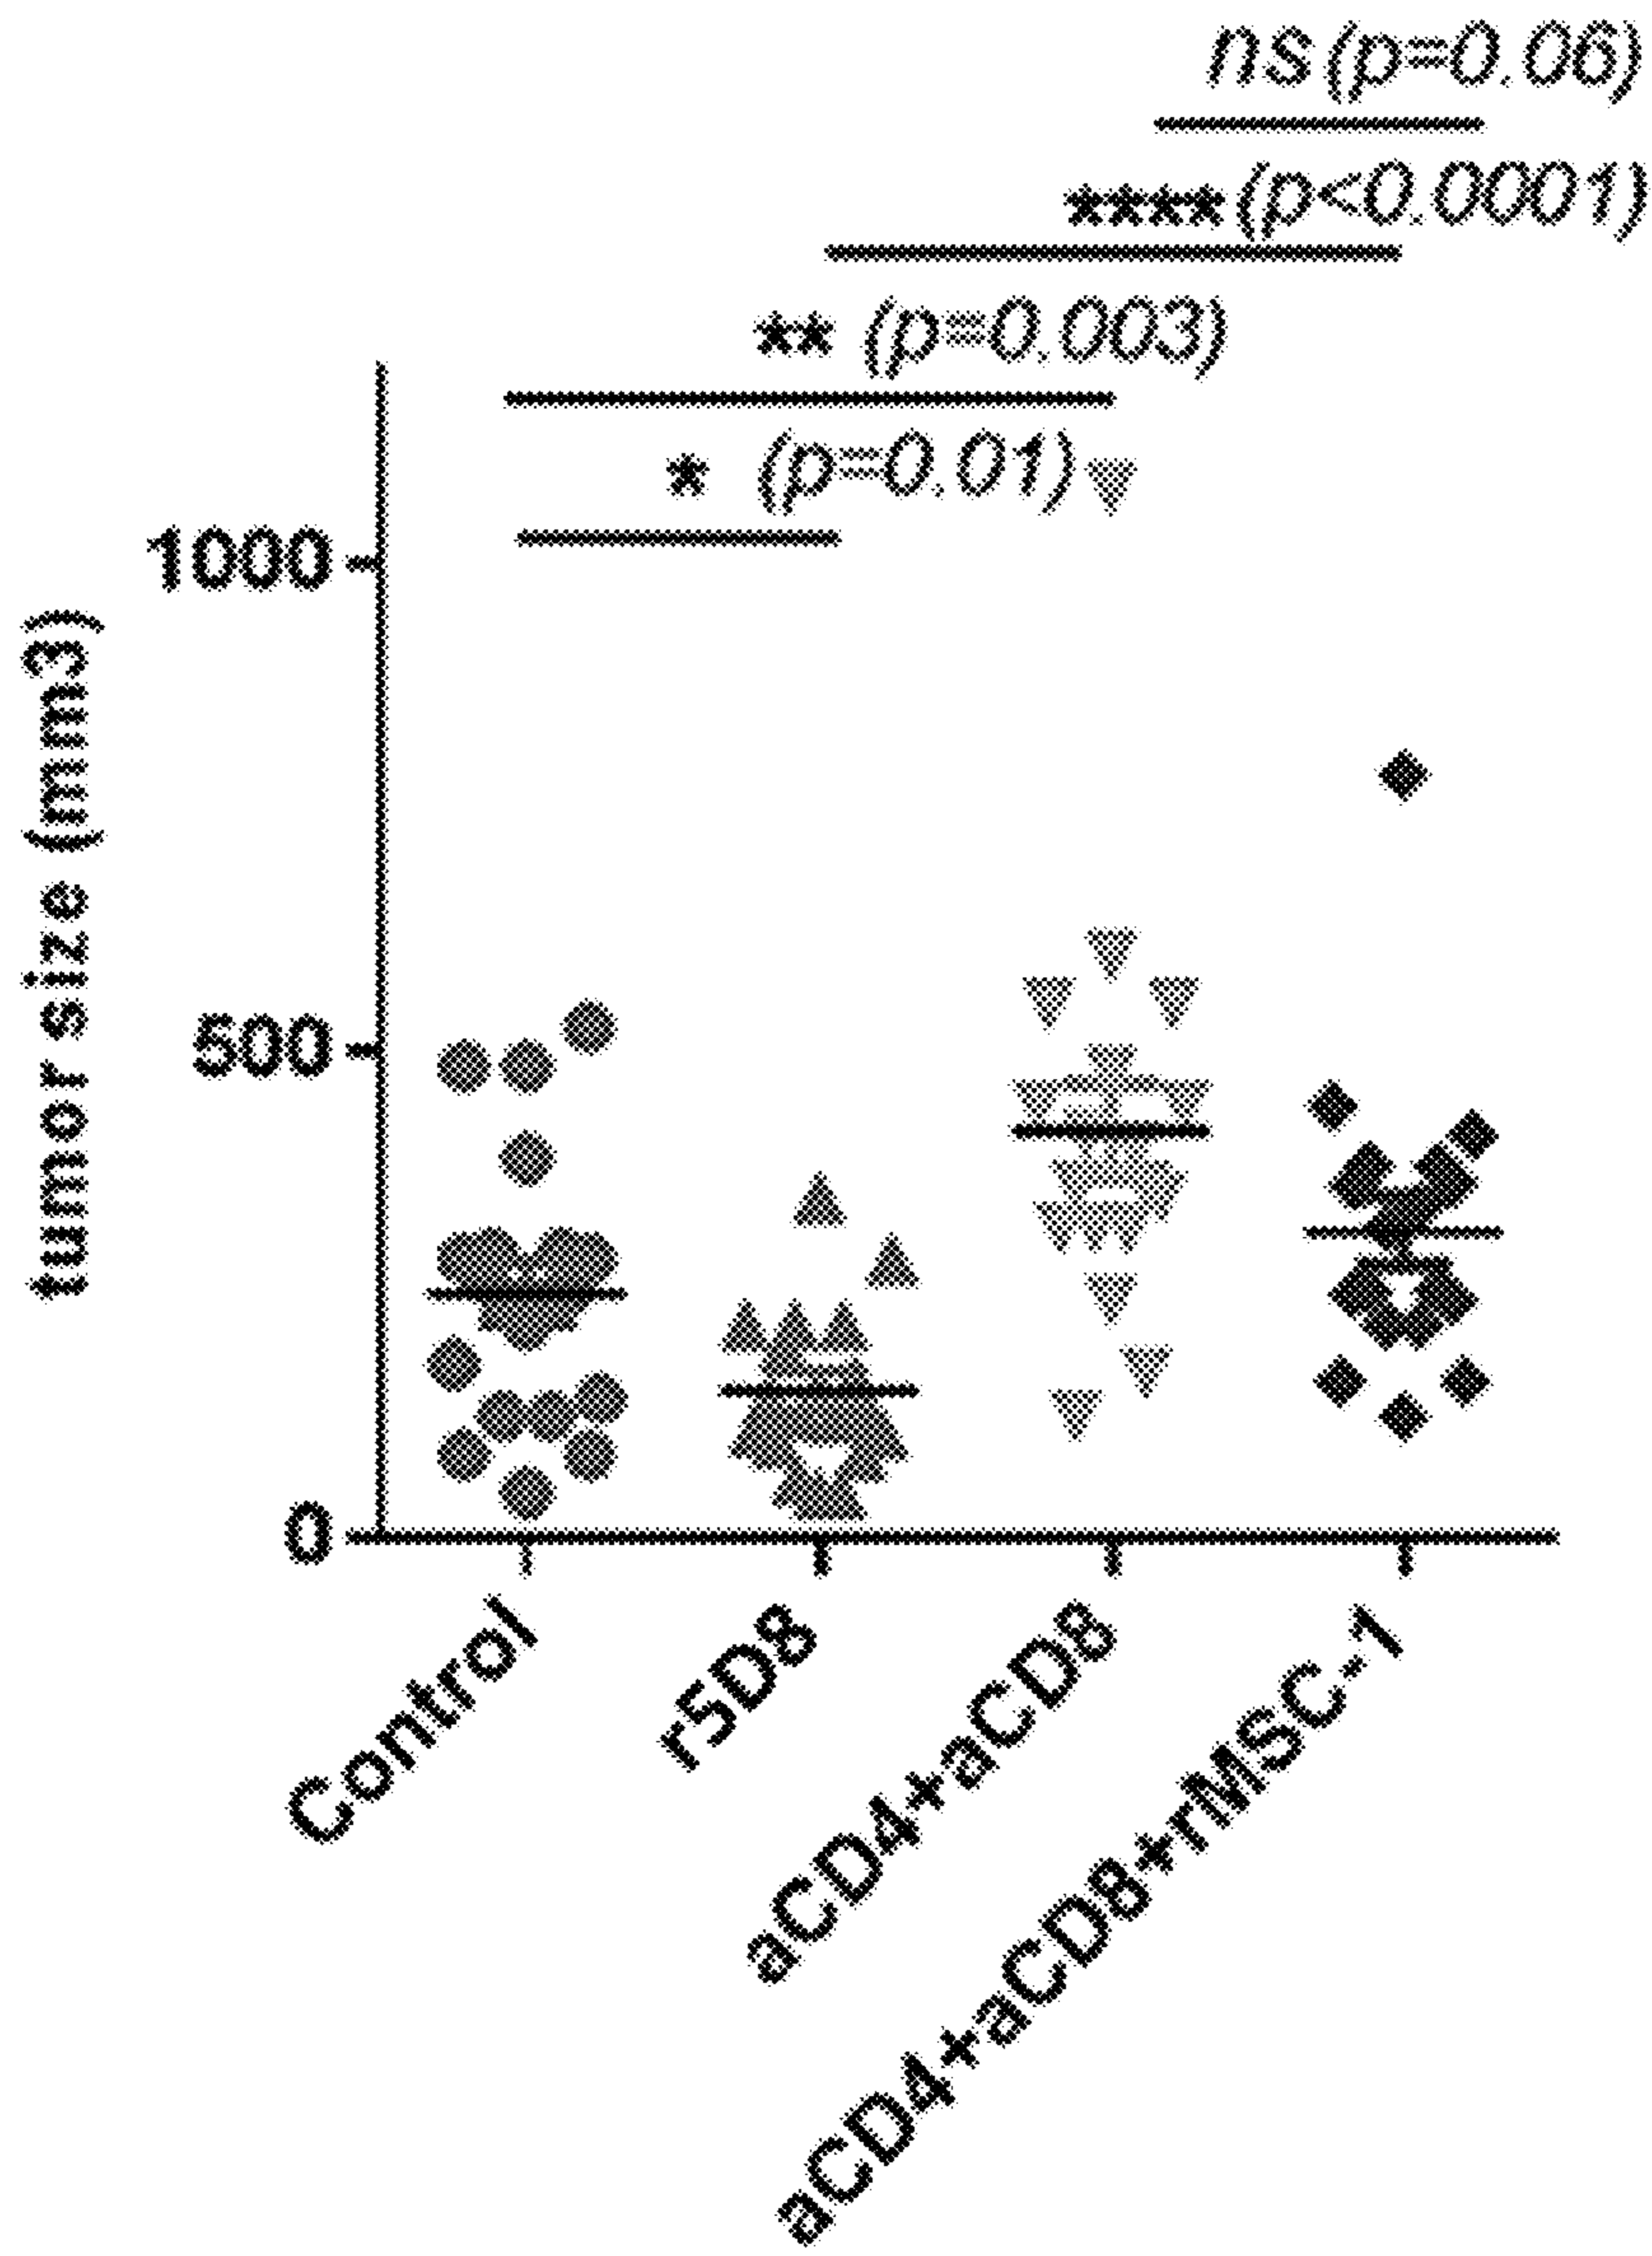 ns (p=0.06)
**** (p<0.0001)
** (p=0.003)
* (p=0.01)
1000
500
0
tumor size (mm3)
Control
r5D8
aCD4+aCD8
aCD4+aCD8+rMSC-1